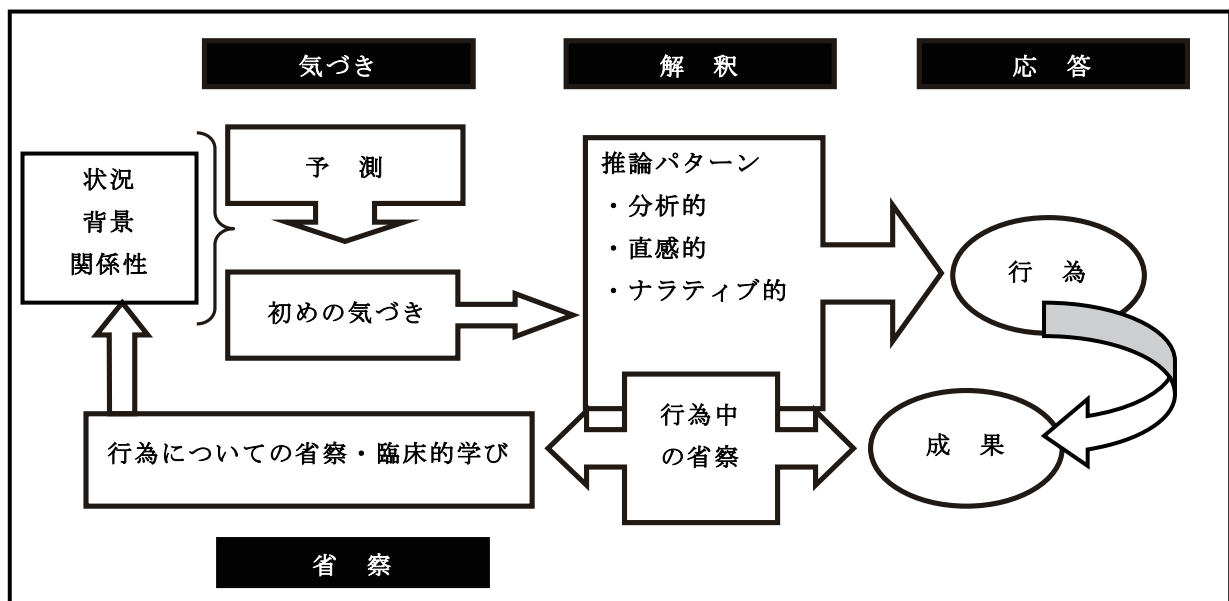 気づき
解 釈
応 答
状況
背景
関係性
予 測
初めの気づき
推論パターン
・分析的
・直感的
・ナラティブ的
行 為
行為中
の省察
成 果
行為についての省察・臨床的学び
省 察